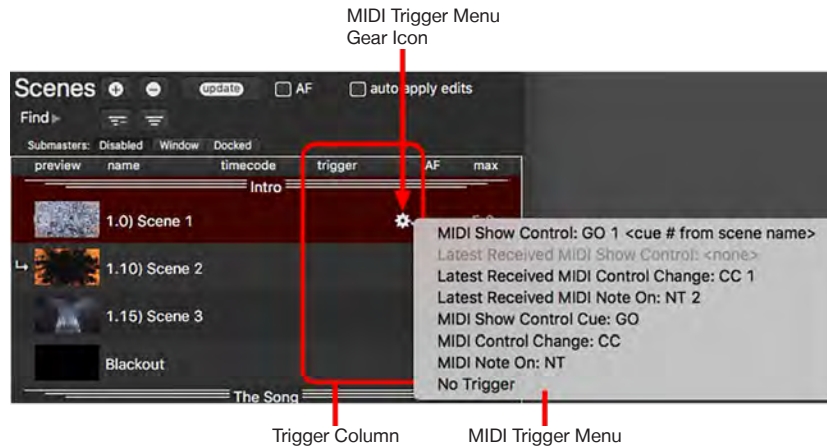 MIDI Trigger Menu
Gear Icon
Scenes update AF auto apply edits
Find
Submasters: Disabled Window Docked
preview name timecode trigger AF max
Intro
1.0) Scene 1
1.10) Scene 2
1.15) Scene 3
Blackout
The Song
MIDI Show Control: GO 1 <cue # from scene name>
Latest Received MIDI Show Control: <none>
Latest Received MIDI Control Change: CC 1
Latest Received MIDI Note On: NT 2
MIDI Show Control Cue: GO
MIDI Control Change: CC
MIDI Note On: NT
No Trigger
Trigger Column
MIDI Trigger Menu